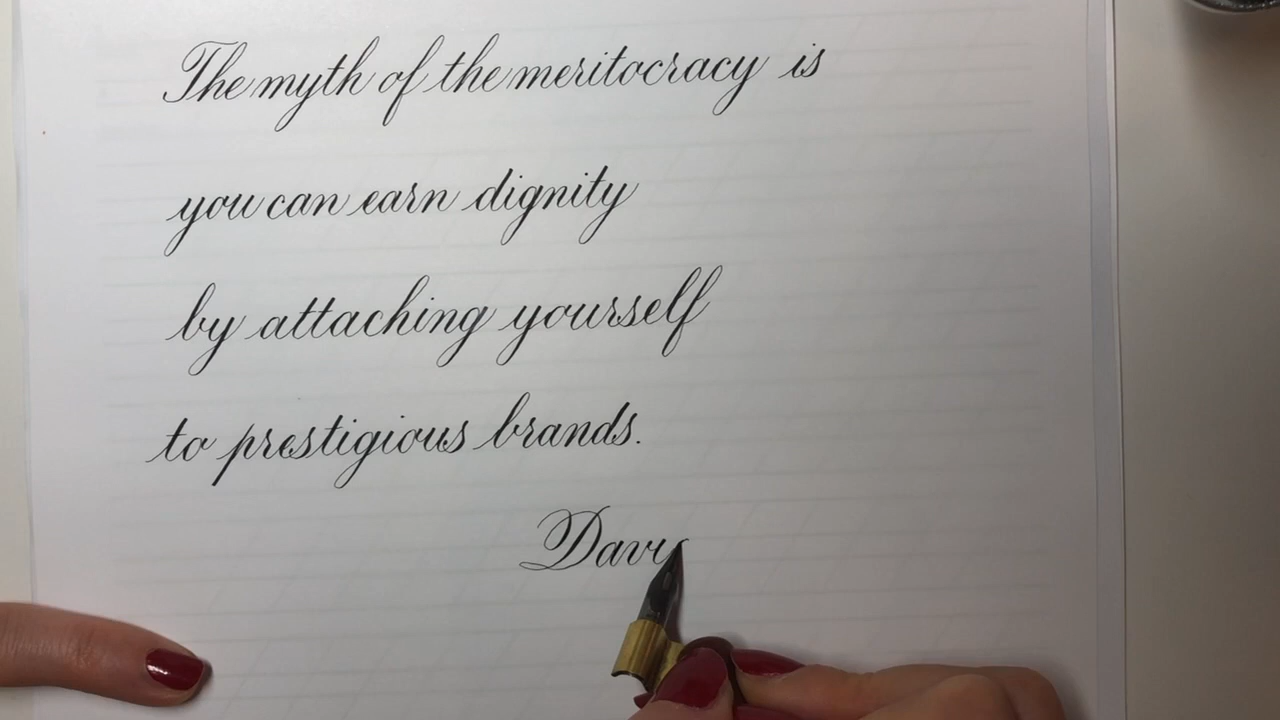 The myth of the meritocracy is
you can earn dignity
by attaching yourself
to prestigious brands.